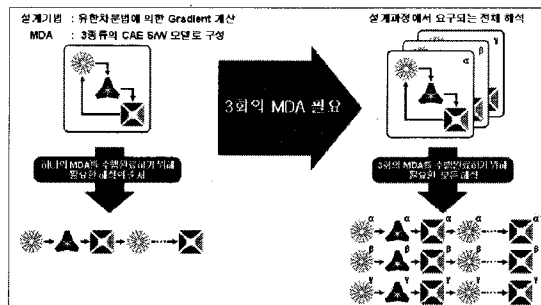 설계기법 : 유한차분법에 의한 Gradient 계산
MDA : 3종류의 CAE S/W 모델로 구성
설계과정에서 요구되는 전체 해석
α
β
γ
3회의 MDA 필요
하나의 MDA를 수행완료하기 위해
필요한 해석의 순서
3회의 MDA를 수행완료하기 위해
필요한 모든 해석
α α α α α
β β β β β
γ γ γ γ γ